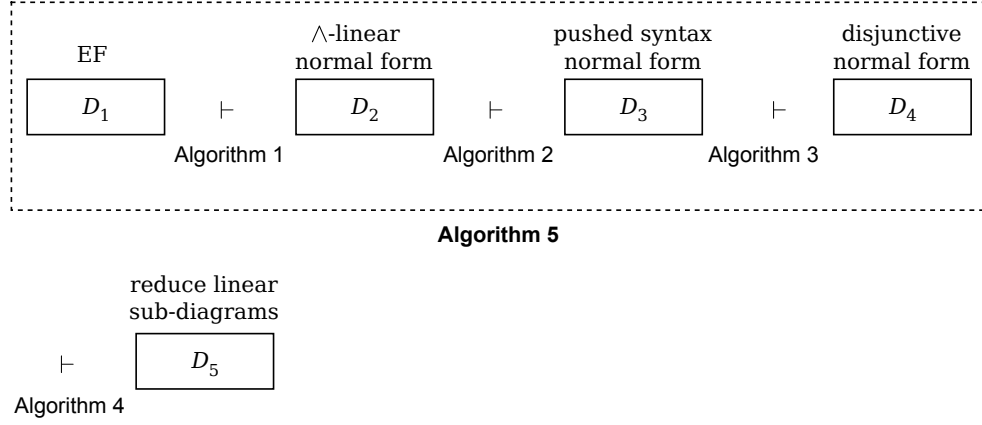 EF
∧-linear
normal form
pushed syntax
normal form
disjunctive
normal form
D₁ ⊢ D₂ ⊢ D₃ ⊢ D₄
Algorithm 1 Algorithm 2 Algorithm 3
Algorithm 5
reduce linear
sub-diagrams
⊢ D₅
Algorithm 4